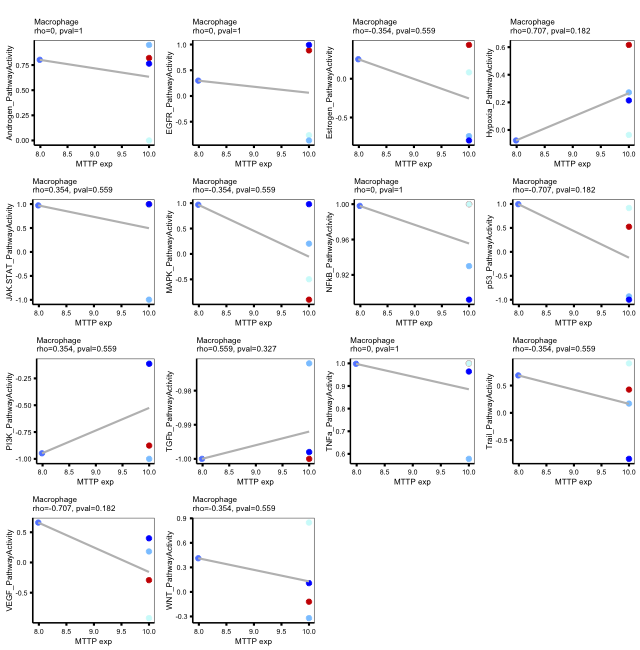 Macrophage
rho=0, pval=1
Androgen_PathwayActivity
0.75
0.50
0.25
0.00
8.0 8.5 9.0 9.5 10.0
MTTP exp
Macrophage
rho=0, pval=1
EGFR_PathwayActivity
1.0
0.5
0.0
-0.5
8.0 8.5 9.0 9.5 10.0
MTTP exp
Macrophage
rho=-0.354, pval=0.559
Estrogen_PathwayActivity
0.0
-0.5
8.0 8.5 9.0 9.5 10.0
MTTP exp
Macrophage
rho=0.707, pval=0.182
Hypoxia_PathwayActivity
0.6
0.4
0.2
0.0
8.0 8.5 9.0 9.5 10.0
MTTP exp
Macrophage
rho=0.354, pval=0.559
JAK.STAT_PathwayActivity
1.0
0.5
0.0
-0.5
-1.0
8.0 8.5 9.0 9.5 10.0
MTTP exp
Macrophage
rho=-0.354, pval=0.559
MAPK_PathwayActivity
1.0
0.5
0.0
-0.5
8.0 8.5 9.0 9.5 10.0
MTTP exp
Macrophage
rho=0, pval=1
NFkB_PathwayActivity
1.00
0.96
0.92
8.0 8.5 9.0 9.5 10.0
MTTP exp
Macrophage
rho=-0.707, pval=0.182
p53_PathwayActivity
1.0
0.5
0.0
-0.5
-1.0
8.0 8.5 9.0 9.5 10.0
MTTP exp
Macrophage
rho=0.354, pval=0.559
PI3K_PathwayActivity
-0.25
-0.50
-0.75
-1.00
8.0 8.5 9.0 9.5 10.0
MTTP exp
Macrophage
rho=0.559, pval=0.327
TGFb_PathwayActivity
-0.98
-0.99
-1.00
8.0 8.5 9.0 9.5 10.0
MTTP exp
Macrophage
rho=0, pval=1
TNFa_PathwayActivity
1.0
0.9
0.8
0.7
0.6
8.0 8.5 9.0 9.5 10.0
MTTP exp
Macrophage
rho=-0.354, pval=0.559
Trail_PathwayActivity
0.5
0.0
-0.5
8.0 8.5 9.0 9.5 10.0
MTTP exp
Macrophage
rho=-0.707, pval=0.182
VEGF_PathwayActivity
0.5
0.0
-0.5
8.0 8.5 9.0 9.5 10.0
MTTP exp
Macrophage
rho=-0.354, pval=0.559
WNT_PathwayActivity
0.9
0.6
0.3
0.0
-0.3
8.0 8.5 9.0 9.5 10.0
MTTP exp